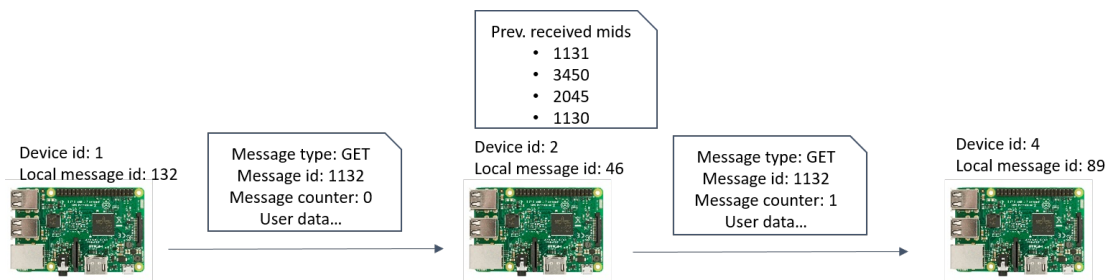 Prev. received mids
• 1131
• 3450
• 2045
• 1130
Device id: 1
Local message id: 132
Message type: GET
Message id: 1132
Message counter: 0
User data...
Device id: 2
Local message id: 46
Message type: GET
Message id: 1132
Message counter: 1
User data...
Device id: 4
Local message id: 89